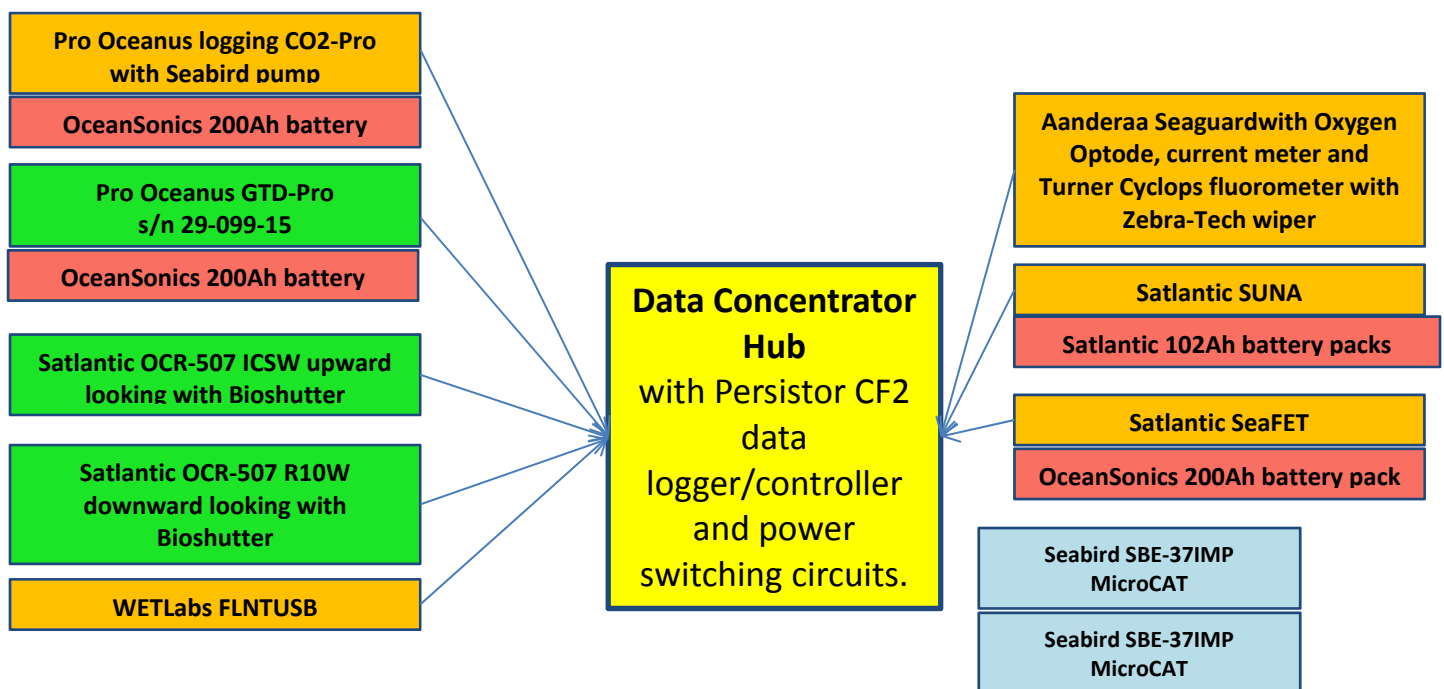 Pro Oceanus logging CO2-Pro
with Seabird pump
OceanSonics 200Ah battery
Pro Oceanus GTD-Pro
s/n 29-099-15
OceanSonics 200Ah battery
Satlantic OCR-507 ICSW upward
looking with Bioshutter
Satlantic OCR-507 R10W
downward looking with
Bioshutter
WETLabs FLNTUSB
Data Concentrator
Hub
with Persistor CF2
data
logger/controller
and power
switching circuits.
Aanderaa Seaguardwith Oxygen
Optode, current meter and
Turner Cyclops fluorometer with
Zebra-Tech wiper
Satlantic SUNA
Satlantic 102Ah battery packs
Satlantic SeaFET
OceanSonics 200Ah battery pack
Seabird SBE-37IMP
MicroCAT
Seabird SBE-37IMP
MicroCAT